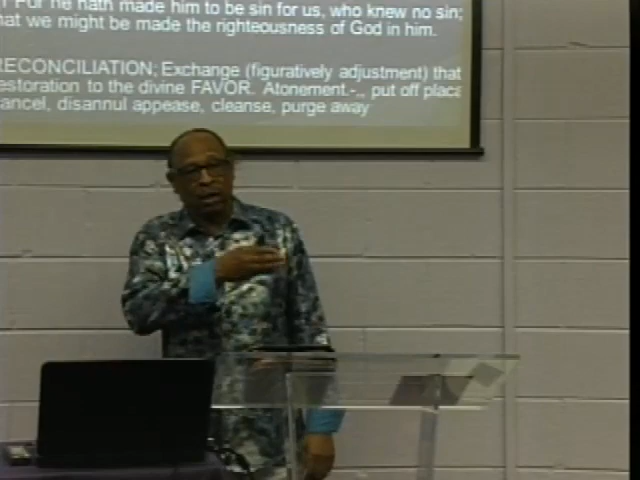 For he hath made him to be sin for us, who knew no sin;
hat we might be made the righteousness of God in him.
RECONCILIATION: Exchange (figuratively adjustment) that
estoration to the divine FAVOR. Atonement-,, put off plac
cancel, disannul appease, cleanse, purge away